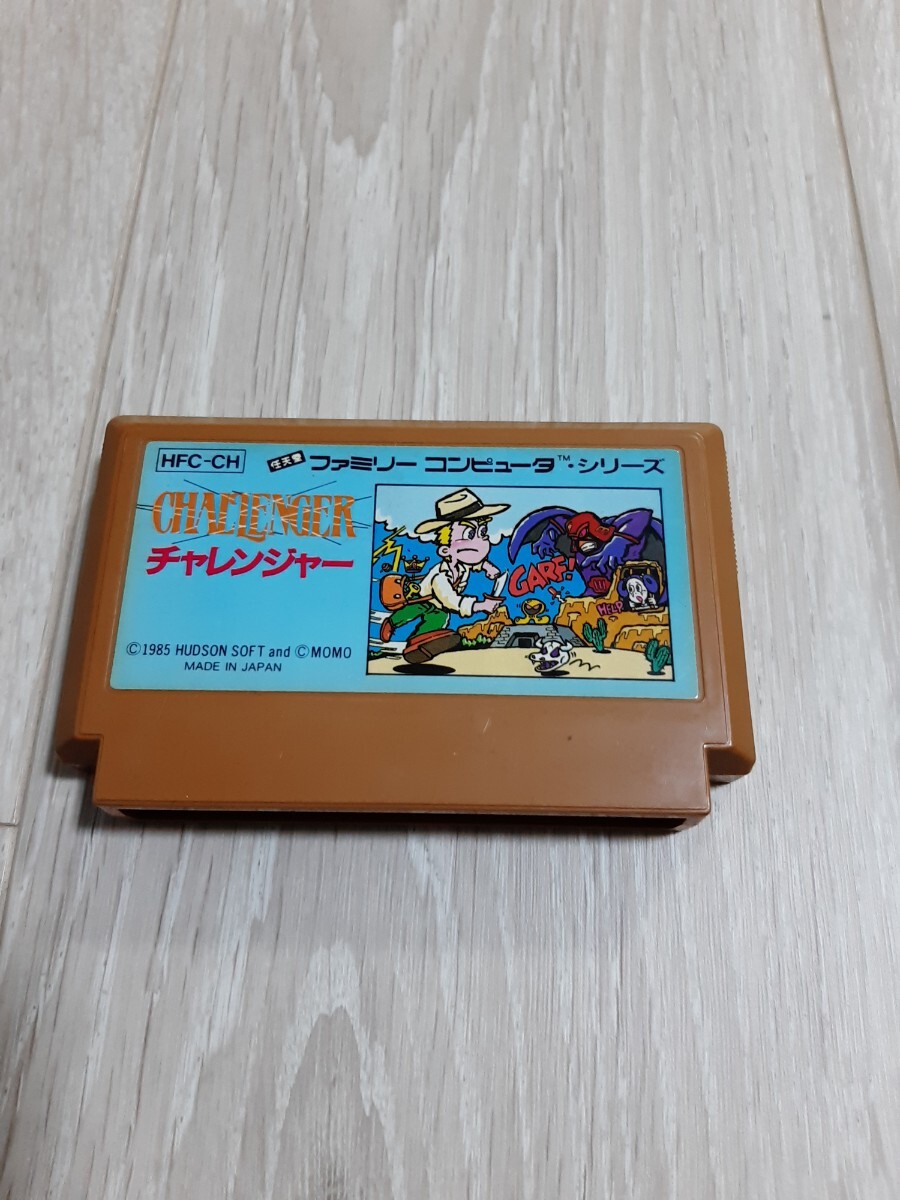 HFC-CH
任天堂 ファミリー コンピュータ™・シリーズ
CHALLENGER
チャレンジャー
GARF!
HELP
©1985 HUDSON SOFT and ©MOMO
MADE IN JAPAN